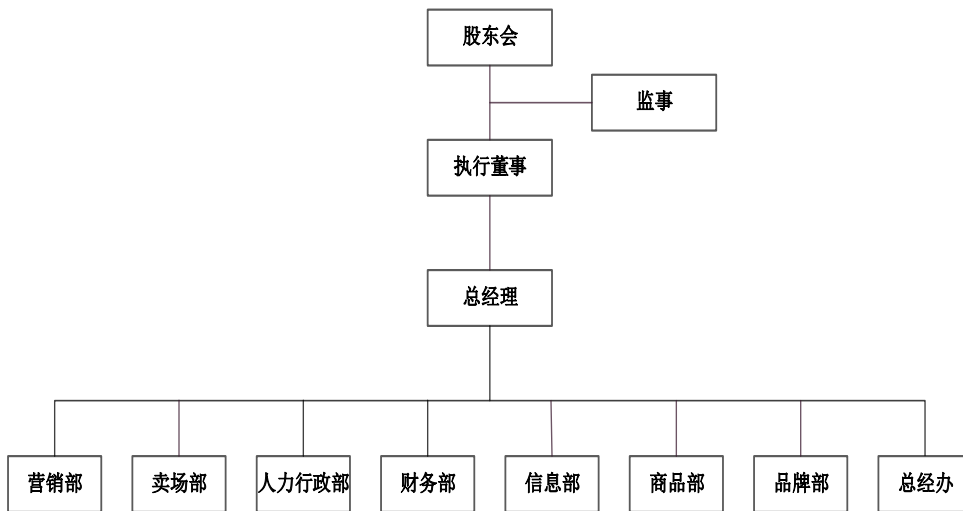 股东会
监事
执行董事
总经理
营销部
卖场部
人力行政部
财务部
信息部
商品部
品牌部
总经办